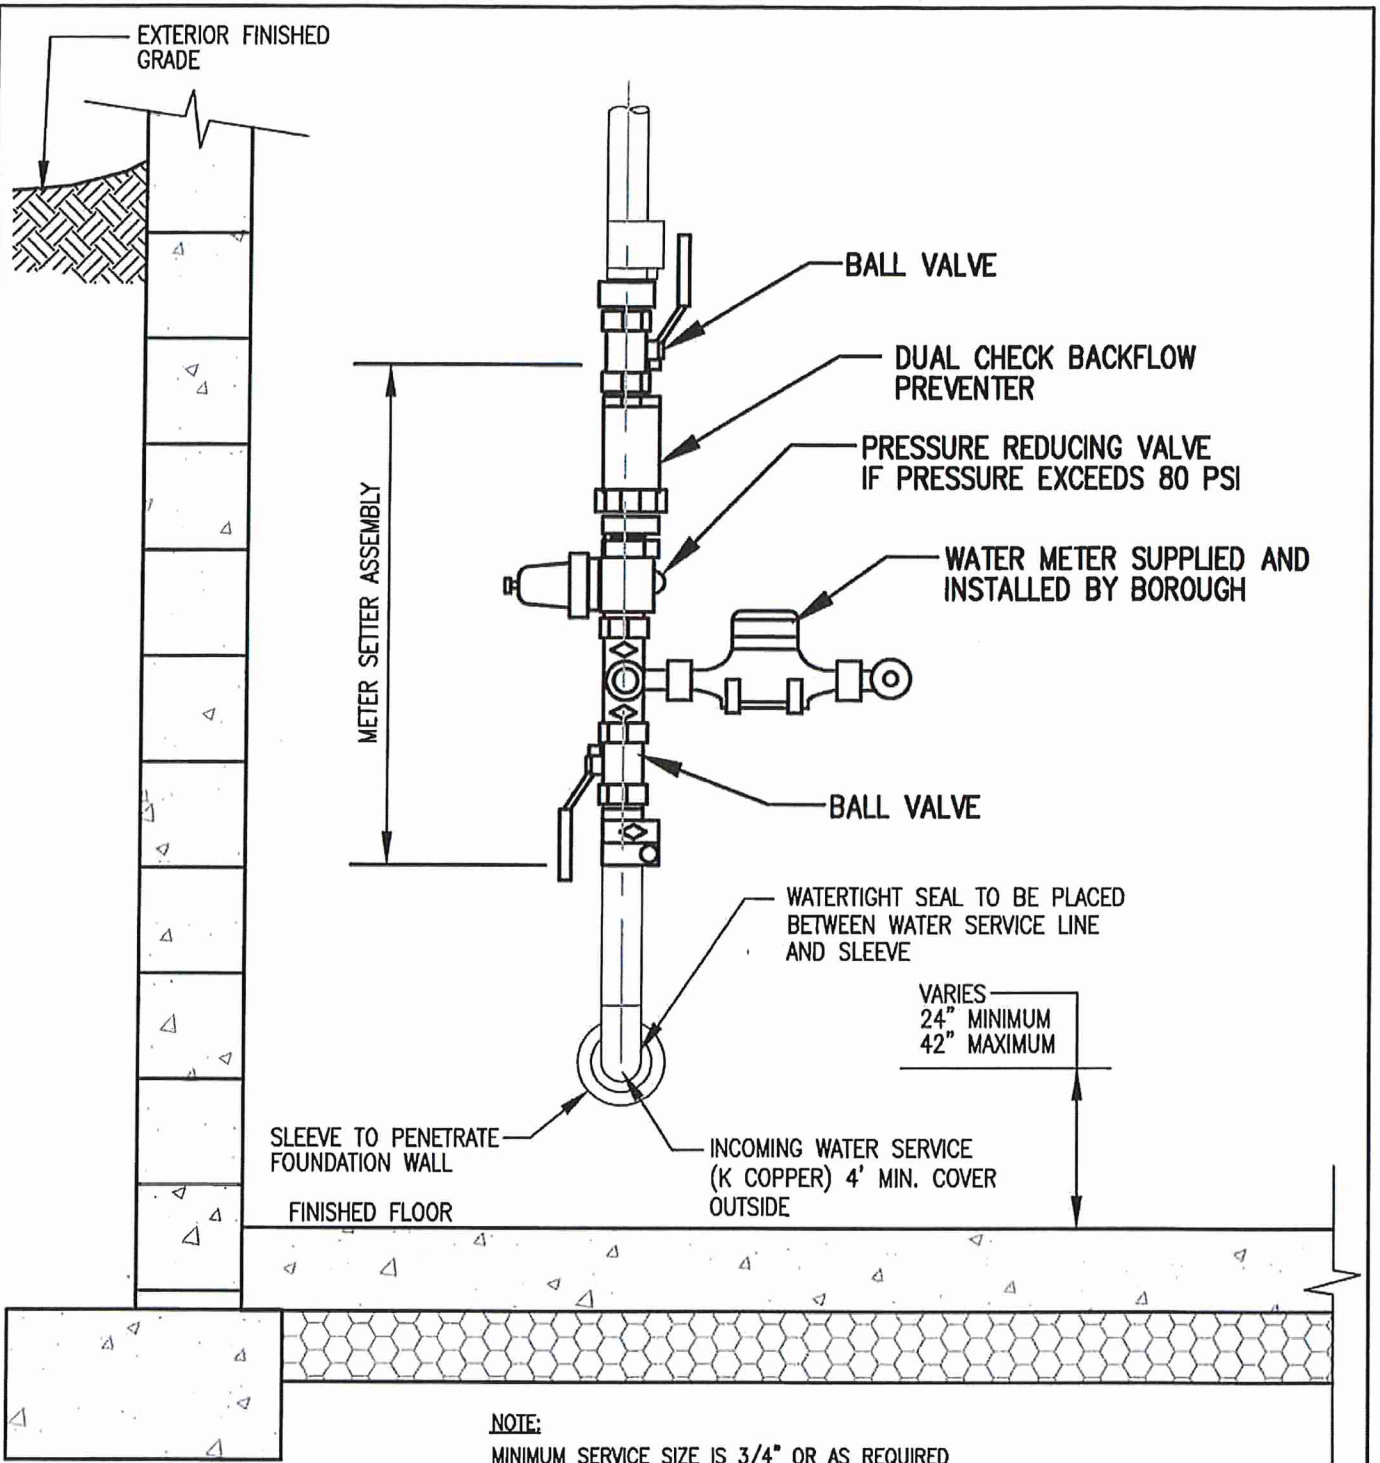 EXTERIOR FINISHED
GRADE
BALL VALVE
DUAL CHECK BACKFLOW
PREVENTER
PRESSURE REDUCING VALVE
IF PRESSURE EXCEEDS 80 PSI
WATER METER SUPPLIED AND
INSTALLED BY BOROUGH
METER SETTER ASSEMBLY
BALL VALVE
WATERTIGHT SEAL TO BE PLACED
BETWEEN WATER SERVICE LINE
AND SLEEVE
VARIES
24" MINIMUM
42" MAXIMUM
SLEEVE TO PENETRATE
FOUNDATION WALL
INCOMING WATER SERVICE
(K COPPER) 4' MIN. COVER
OUTSIDE
FINISHED FLOOR
NOTE:
MINIMUM SERVICE SIZE IS 3/4" OR AS REQUIRED